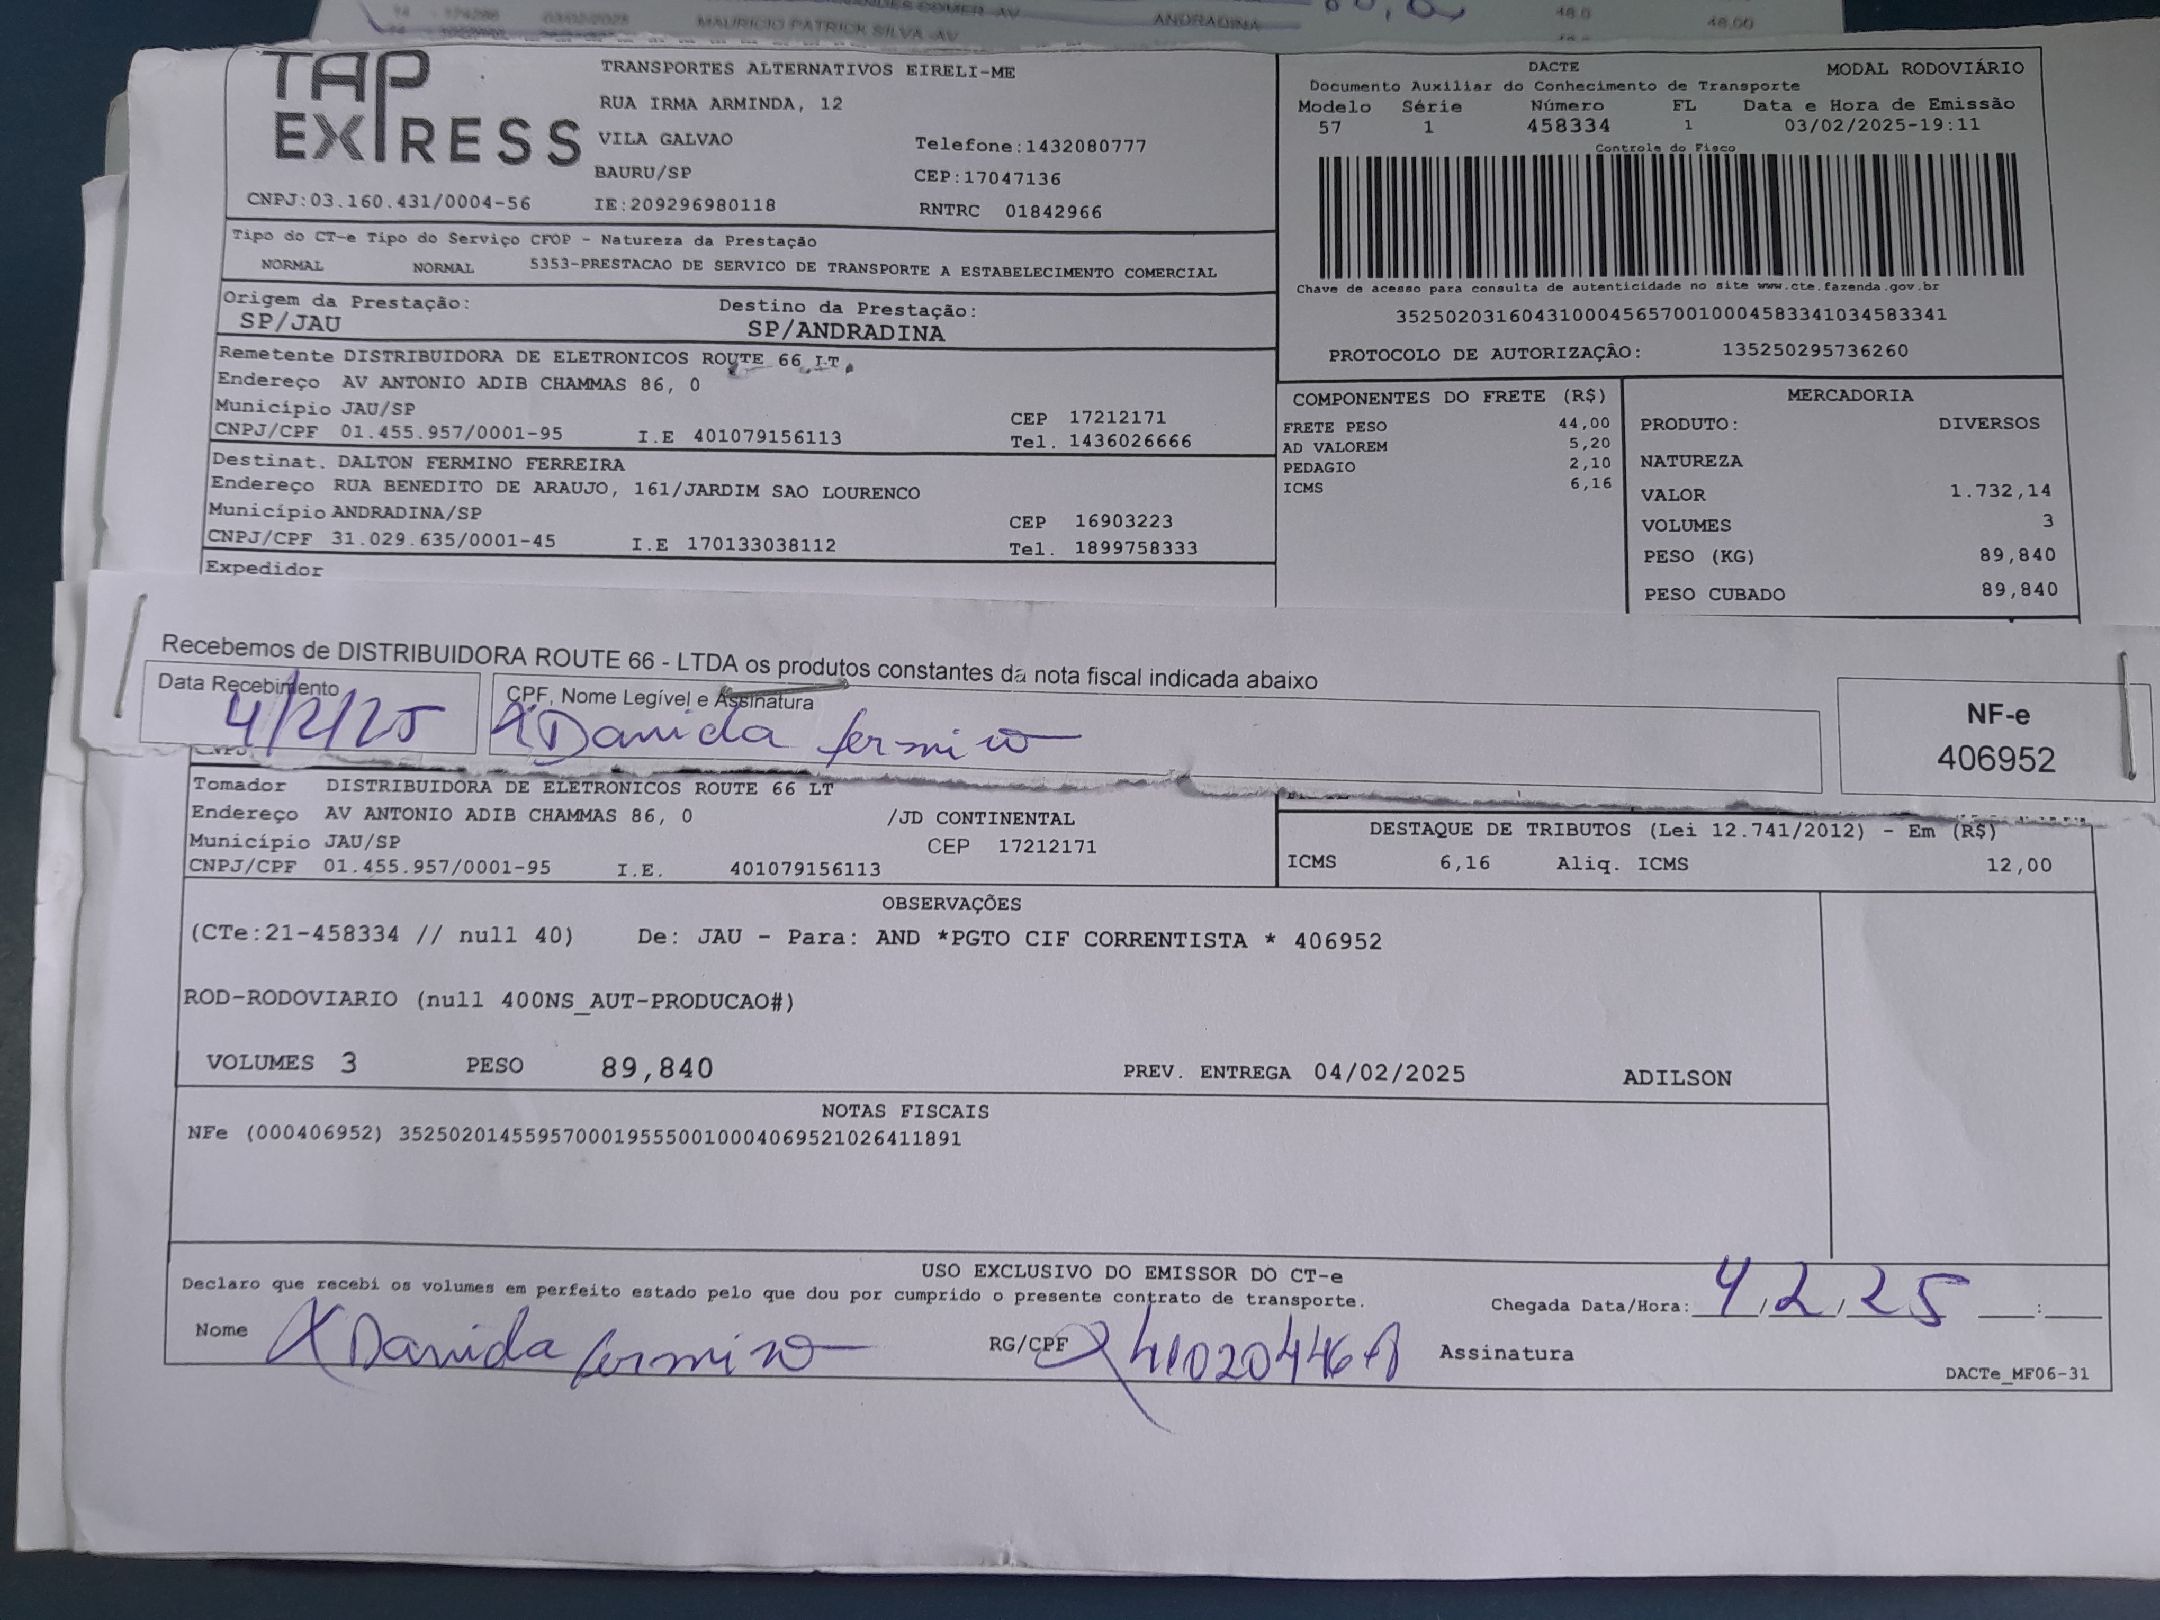 MAURICIO PATRICK SILVA -AV
ANDRADINA
48.00
TAP
EXPRESS
TRANSPORTES ALTERNATIVOS EIRELI-ME
RUA IRMA ARMINDA, 12
VILA GALVAO
Telefone:1432080777
BAURU/SP
CEP:17047136
CNPJ:03.160.431/0004-56
IE:209296980118
RNTRC 01842966
DACTE
MODAL RODOVIÁRIO
Documento Auxiliar do Conhecimento de Transporte
Modelo Série Número FL Data e Hora de Emissão
57 1 458334 1 03/02/2025-19:11
Controle do Fisco
Chave de acesso para consulta de autenticidade no site www.cte.fazenda.gov.br
35250203160431000456570010004583341034583341
PROTOCOLO DE AUTORIZAÇÃO: 135250295736260
Tipo do CT-e Tipo do Serviço CFOP - Natureza da Prestação
NORMAL NORMAL 5353-PRESTACAO DE SERVICO DE TRANSPORTE A ESTABELECIMENTO COMERCIAL
Origem da Prestação: Destino da Prestação:
SP/JAU SP/ANDRADINA
Remetente DISTRIBUIDORA DE ELETRONICOS ROUTE 66 LT
Endereço AV ANTONIO ADIB CHAMMAS 86, 0
Município JAU/SP CEP 17212171
CNPJ/CPF 01.455.957/0001-95 I.E 401079156113 Tel. 1436026666
Destinat. DALTON FERMINO FERREIRA
Endereço RUA BENEDITO DE ARAUJO, 161/JARDIM SAO LOURENCO
Município ANDRADINA/SP CEP 16903223
CNPJ/CPF 31.029.635/0001-45 I.E 170133038112 Tel. 1899758333
Expedidor
COMPONENTES DO FRETE (R$)
FRETE PESO 44,00
AD VALOREM 5,20
PEDAGIO 2,10
ICMS 6,16
MERCADORIA
PRODUTO: DIVERSOS
NATUREZA
VALOR 1.732,14
VOLUMES 3
PESO (KG) 89,840
PESO CUBADO 89,840
Recebemos de DISTRIBUIDORA ROUTE 66 - LTDA os produtos constantes da nota fiscal indicada abaixo
Data Recebimento
4/2/25
CPF, Nome Legível e Assinatura
X Danida fermino
NF-e
406952
Tomador DISTRIBUIDORA DE ELETRONICOS ROUTE 66 LT
Endereço AV ANTONIO ADIB CHAMMAS 86, 0 /JD CONTINENTAL
Município JAU/SP CEP 17212171
CNPJ/CPF 01.455.957/0001-95 I.E. 401079156113
DESTAQUE DE TRIBUTOS (Lei 12.741/2012) - Em (R$)
ICMS 6,16 Aliq. ICMS 12,00
OBSERVAÇÕES
(CTe:21-458334 // null 40) De: JAU - Para: AND *PGTO CIF CORRENTISTA * 406952
ROD-RODOVIARIO (null 400NS_AUT-PRODUCAO#)
VOLUMES 3 PESO 89,840 PREV. ENTREGA 04/02/2025 ADILSON
NOTAS FISCAIS
NFe (000406952) 35250201455957000195550010004069521026411891
USO EXCLUSIVO DO EMISSOR DO CT-e
Declaro que recebi os volumes em perfeito estado pelo que dou por cumprido o presente contrato de transporte.
Chegada Data/Hora: 4/2/25 :
Nome X Danida fermino RG/CPF Assinatura
DACTe_MF06-31